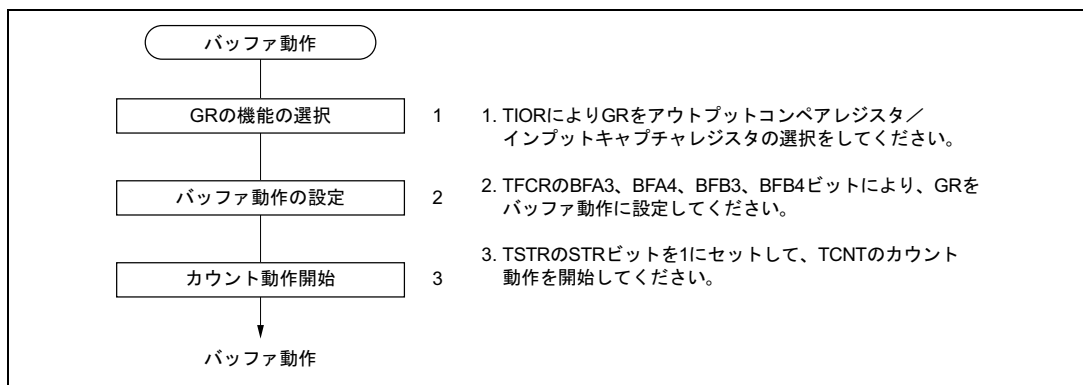 バッファ動作
GRの機能の選択
1
1. TIORによりGRをアウトプットコンペアレジスタ／
インプットキャプチャレジスタの選択をしてください。
バッファ動作の設定
2
2. TFCRのBFA3、BFA4、BFB3、BFB4ビットにより、GRを
バッファ動作に設定してください。
カウント動作開始
3
3. TSTRのSTRビットを1にセットして、TCNTのカウント
動作を開始してください。
バッファ動作